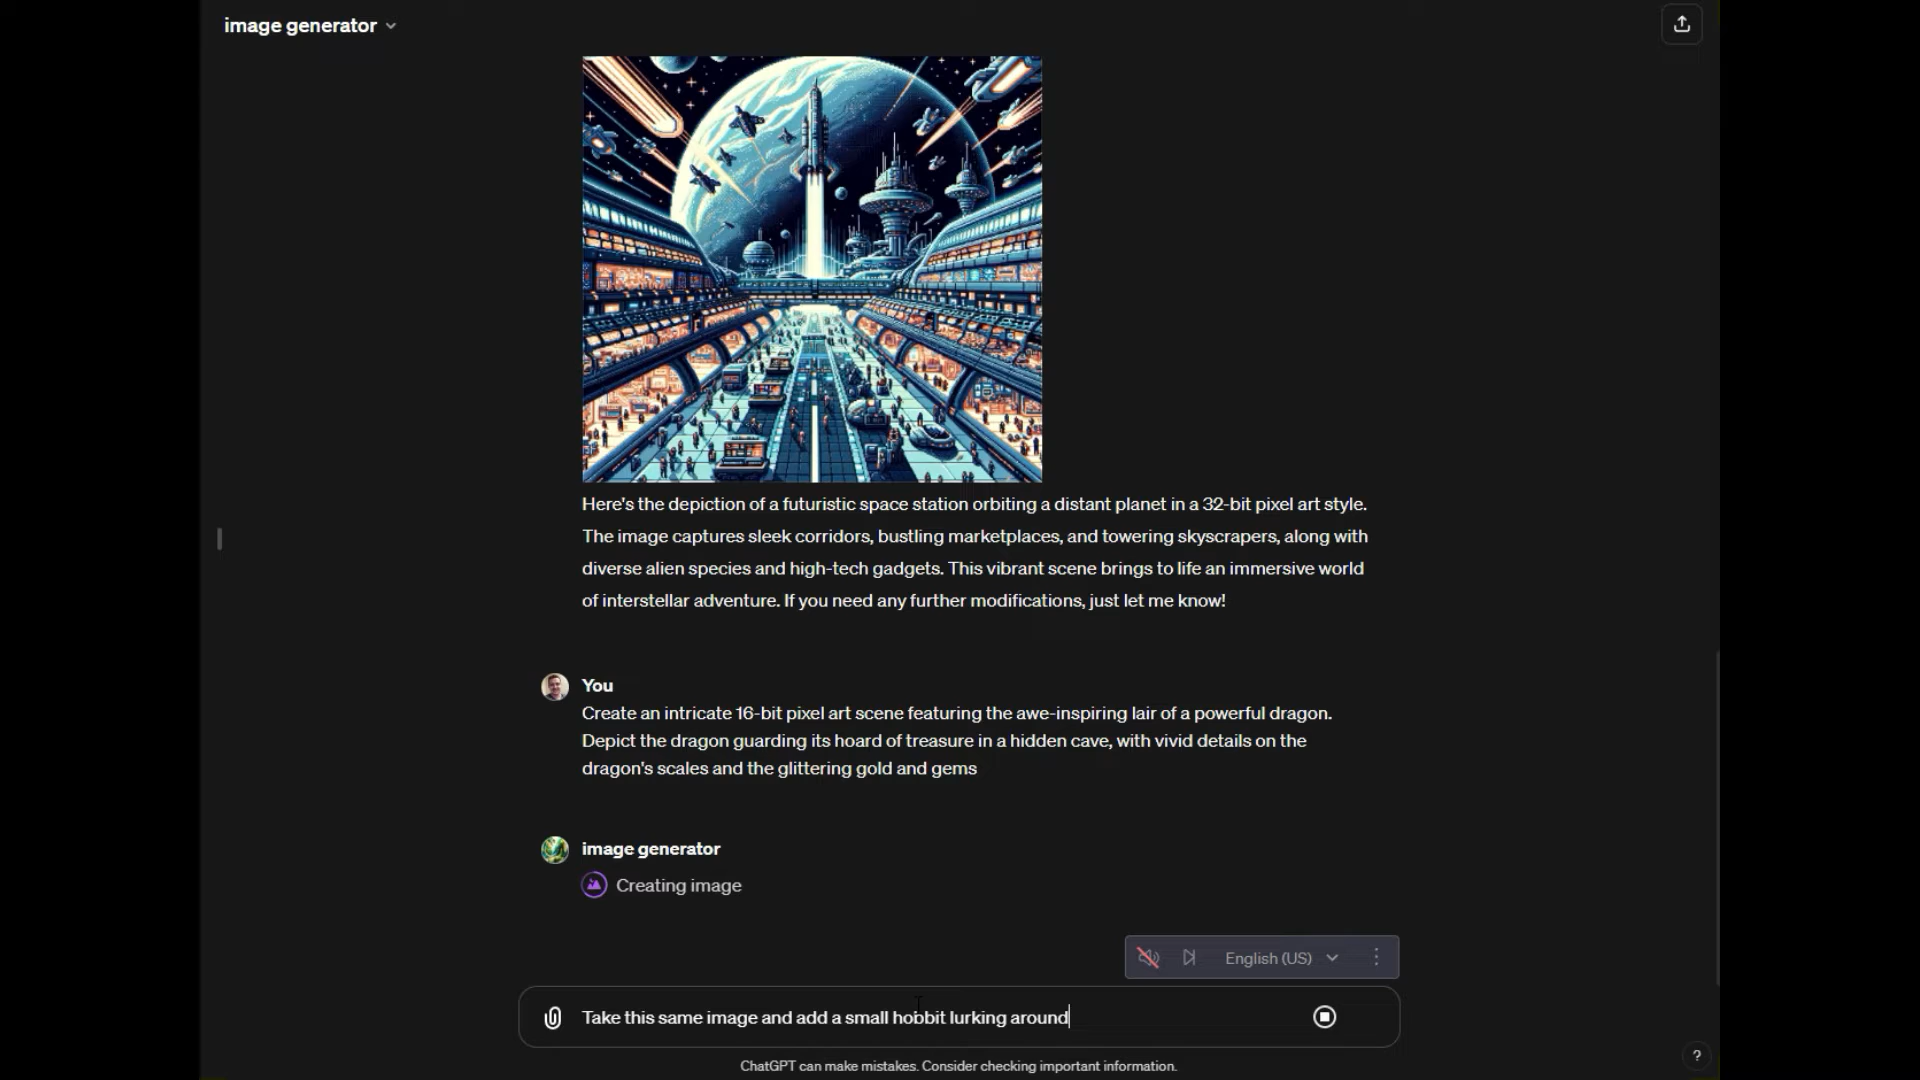 image generator
Here's the depiction of a futuristic space station orbiting a distant planet in a 32-bit pixel art style.
The image captures sleek corridors, bustling marketplaces, and towering skyscrapers, along with
diverse alien species and high-tech gadgets. This vibrant scene brings to life an immersive world
of interstellar adventure. If you need any further modifications, just let me know!
You
Create an intricate 16-bit pixel art scene featuring the awe-inspiring lair of a powerful dragon.
Depict the dragon guarding its hoard of treasure in a hidden cave, with vivid details on the
dragon's scales and the glittering gold and gems
image generator
Creating image
English (US)
Take this same image and add a small hobbit lurking around
ChatGPT can make mistakes. Consider checking important information.
?